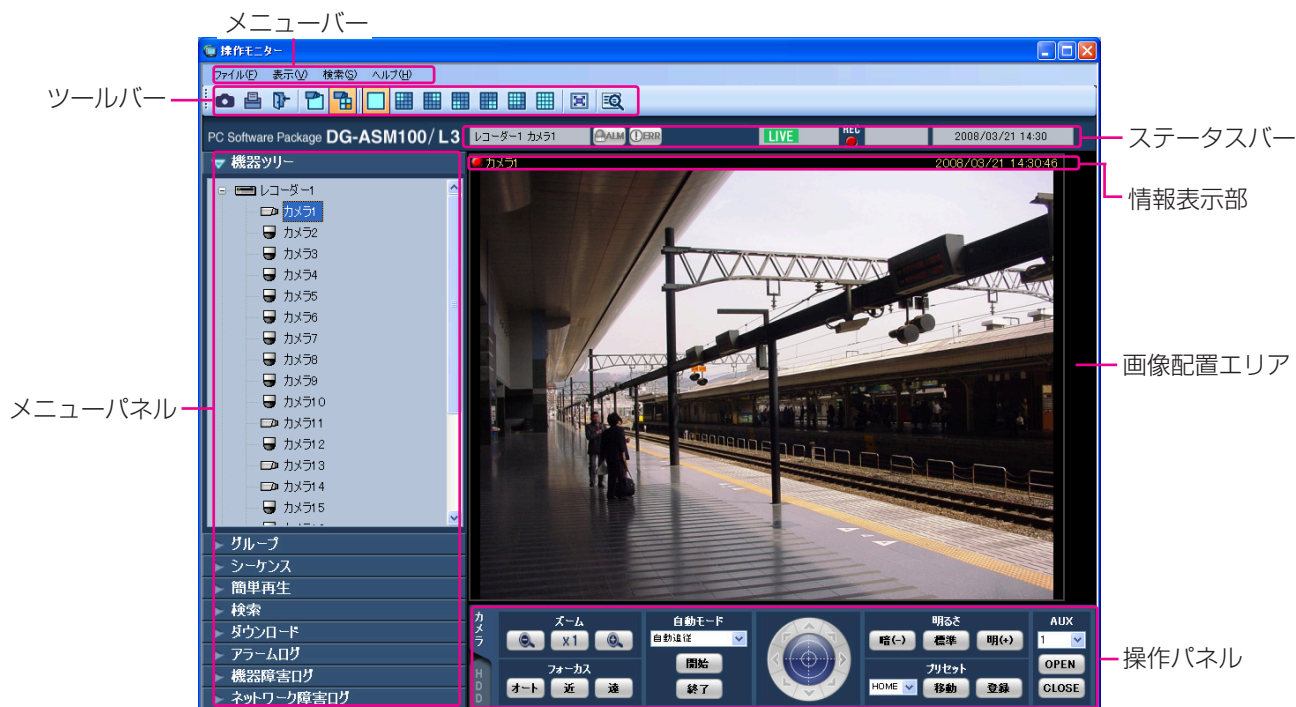 メニューバー
操作モニター
ファイル(F) 表示(V) 検索(S) ヘルプ(H)
ツールバー
PC Software Package DG-ASM100/L3
レコーダー1 カメラ1 ALM ERR LIVE REC 2008/03/21 14:30
ステータスバー
機器ツリー
カメラ1 2008/03/21 14:30:46
情報表示部
レコーダー1
カメラ1
カメラ2
カメラ3
カメラ4
カメラ5
カメラ6
カメラ7
カメラ8
カメラ9
カメラ10
カメラ11
カメラ12
カメラ13
カメラ14
カメラ15
画像配置エリア
メニューパネル
グループ
シーケンス
簡単再生
検索
ダウンロード
アラームログ
機器障害ログ
ネットワーク障害ログ
カメラ
HDD
ズーム
x1
フォーカス
オート 近 遠
自動モード
自動追従
開始
終了
明るさ
暗(-) 標準 明(+)
プリセット
HOME 移動 登録
AUX
1
OPEN
CLOSE
操作パネル